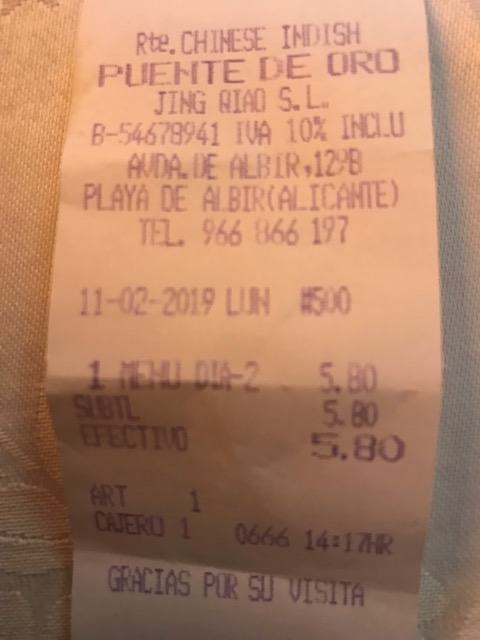 Rte. CHINESE INDISH
PUENTE DE ORO
JING QIAO S.L.
B-54678941 IVA 10% INCLU
AVDA. DE ALBIR,129B
PLAYA DE ALBIR(ALICANTE)
TEL. 966 866 197
11-02-2019 LUN #500
1 MENU DIA-2 5.80
SUBTL 5.80
EFECTIVO 5.80
ART 1
CAJERO 1 0666 14:17HR
GRACIAS POR SU VISITA